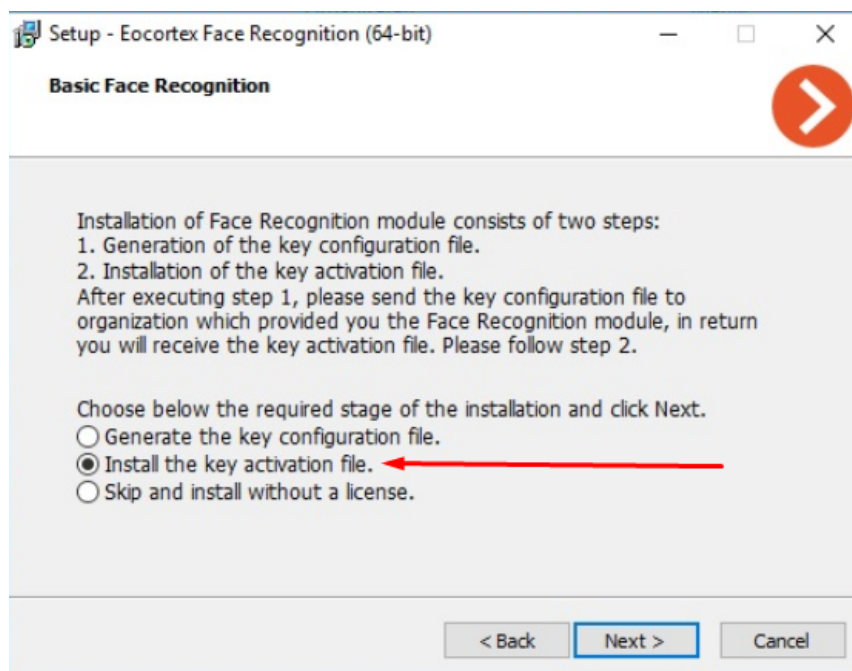 Setup - Eocortex Face Recognition (64-bit)
Basic Face Recognition
Installation of Face Recognition module consists of two steps:
1. Generation of the key configuration file.
2. Installation of the key activation file.
After executing step 1, please send the key configuration file to
organization which provided you the Face Recognition module, in return
you will receive the key activation file. Please follow step 2.
Choose below the required stage of the installation and click Next.
Generate the key configuration file.
Install the key activation file.
Skip and install without a license.
< Back Next > Cancel